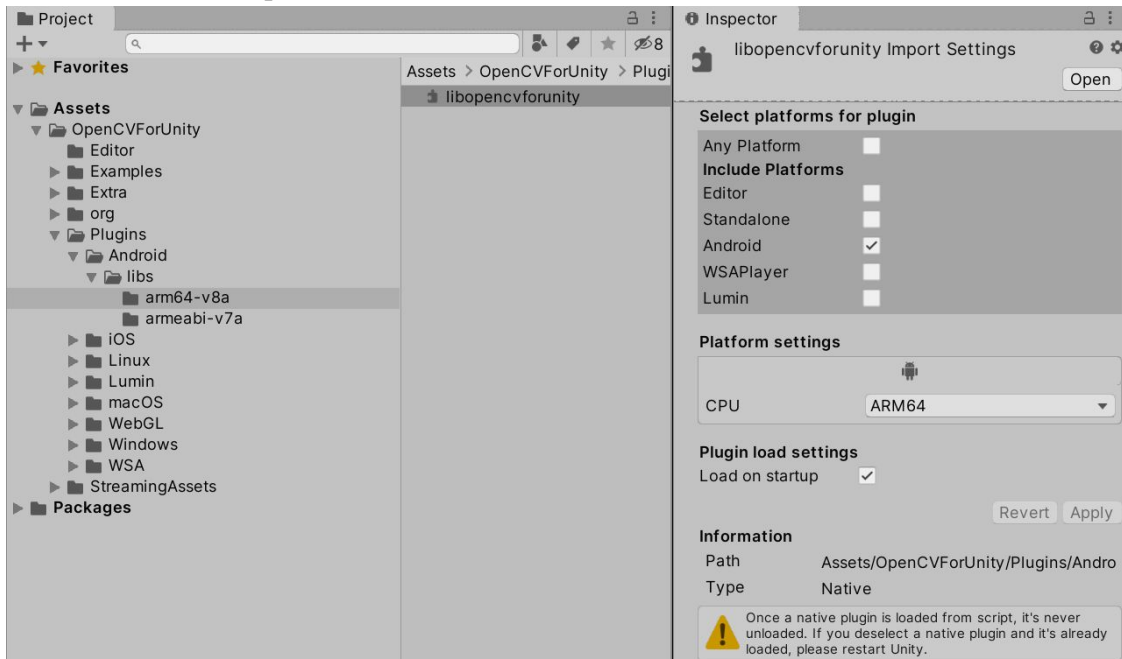 Project
8
Favorites
Assets
OpenCVForUnity
Editor
Examples
Extra
org
Plugins
Android
libs
arm64-v8a
armeabi-v7a
iOS
Linux
Lumin
macOS
WebGL
Windows
WSA
StreamingAssets
Packages
Assets > OpenCVForUnity > Plugi
libopencvforunity
Inspector
libopencvforunity Import Settings
Open
Select platforms for plugin
Any Platform
Include Platforms
Editor
Standalone
Android
WSAPlayer
Lumin
Platform settings
CPU ARM64
Plugin load settings
Load on startup
Revert Apply
Information
Path Assets/OpenCVForUnity/Plugins/Andro
Type Native
Once a native plugin is loaded from script, it's never
unloaded. If you deselect a native plugin and it's already
loaded, please restart Unity.